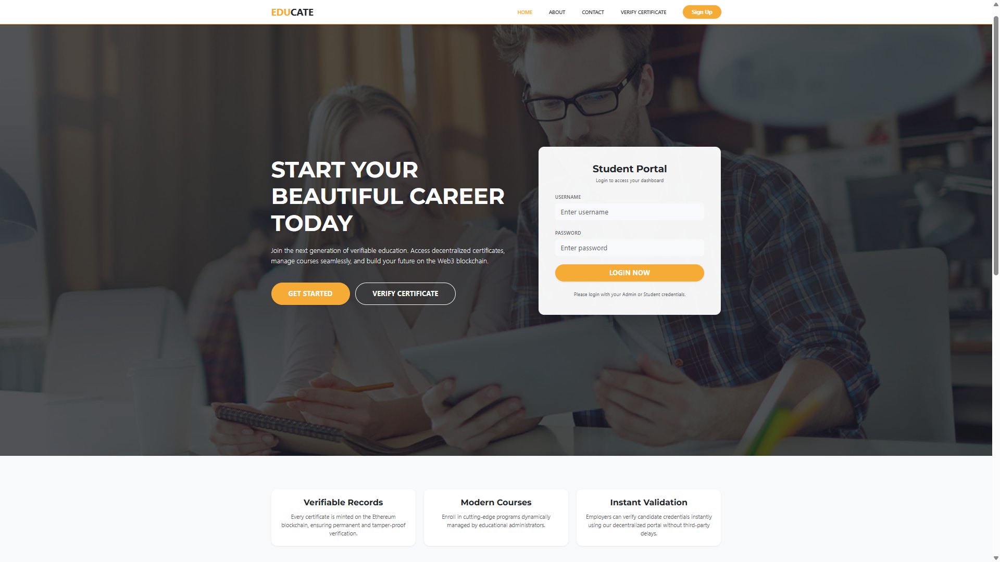 EDUCATE
HOME
ABOUT
CONTACT
VERIFY CERTIFICATE
Sign Up
START YOUR
BEAUTIFUL CAREER
TODAY
Join the next generation of verifiable education. Access decentralized certificates,
manage courses seamlessly, and build your future on the Web3 blockchain.
GET STARTED
VERIFY CERTIFICATE
Student Portal
Login to access your dashboard
USERNAME
Enter username
PASSWORD
Enter password
LOGIN NOW
Please login with your Admin or Student credentials.
Verifiable Records
Every certificate is minted on the Ethereum
blockchain, ensuring permanent and tamper-proof
verification.
Modern Courses
Enroll in cutting-edge programs dynamically
managed by educational administrators.
Instant Validation
Employers can verify candidate credentials instantly
using our decentralized portal without third-party
delays.